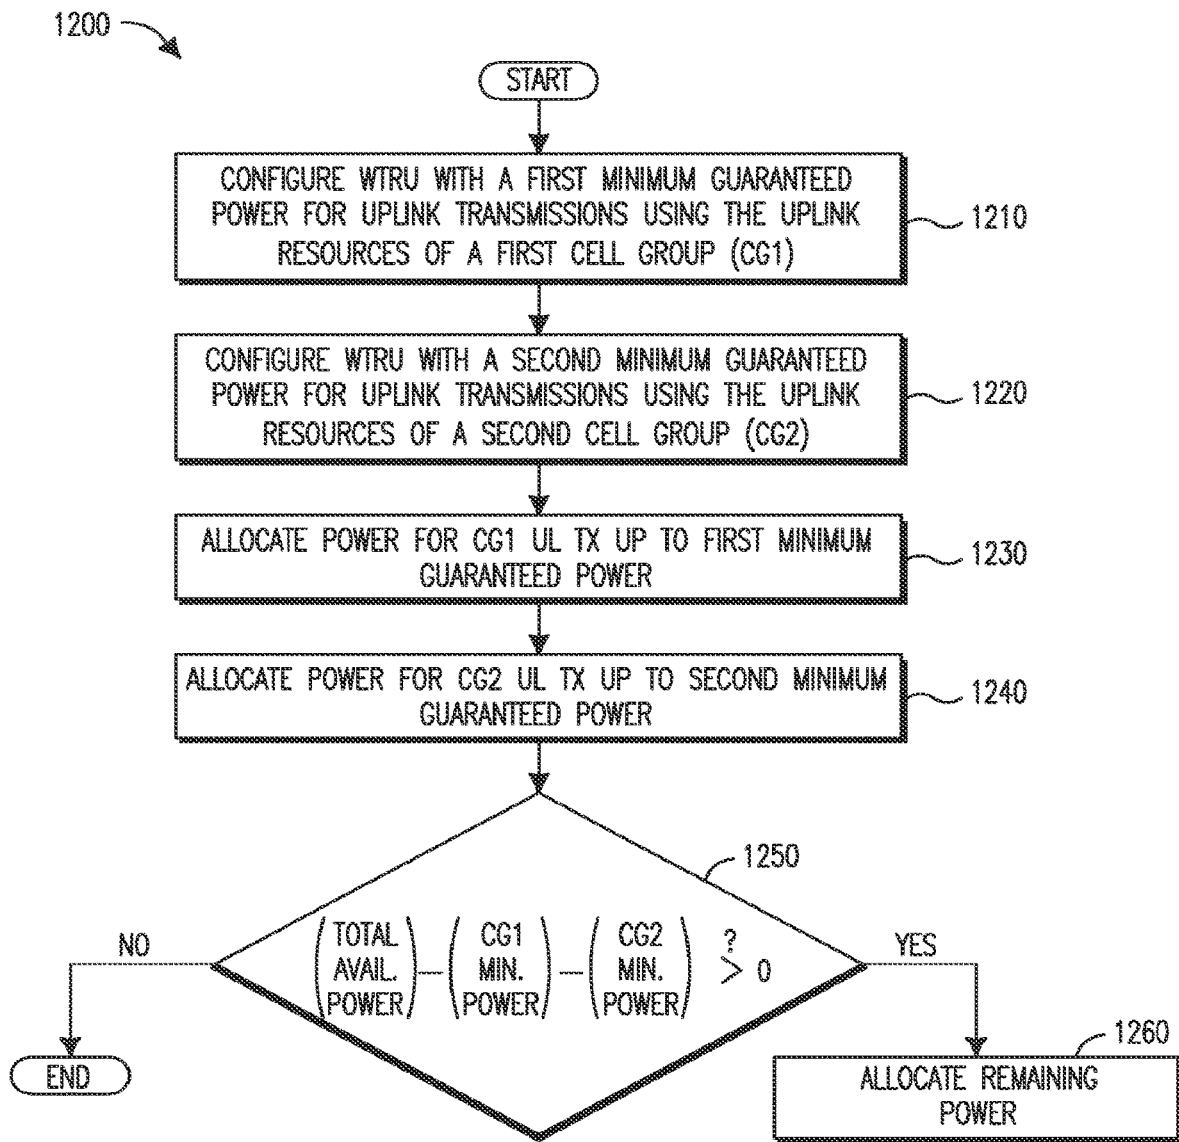 1200
START
CONFIGURE WTRU WITH A FIRST MINIMUM GUARANTEED
POWER FOR UPLINK TRANSMISSIONS USING THE UPLINK
RESOURCES OF A FIRST CELL GROUP (CG1)
1210
CONFIGURE WTRU WITH A SECOND MINIMUM GUARANTEED
POWER FOR UPLINK TRANSMISSIONS USING THE UPLINK
RESOURCES OF A SECOND CELL GROUP (CG2)
1220
ALLOCATE POWER FOR CG1 UL TX UP TO FIRST MINIMUM
GUARANTEED POWER
1230
ALLOCATE POWER FOR CG2 UL TX UP TO SECOND MINIMUM
GUARANTEED POWER
1240
1250
(TOTAL AVAIL. POWER) – (CG1 MIN. POWER) – (CG2 MIN. POWER) ? > 0
NO
YES
END
1260
ALLOCATE REMAINING
POWER